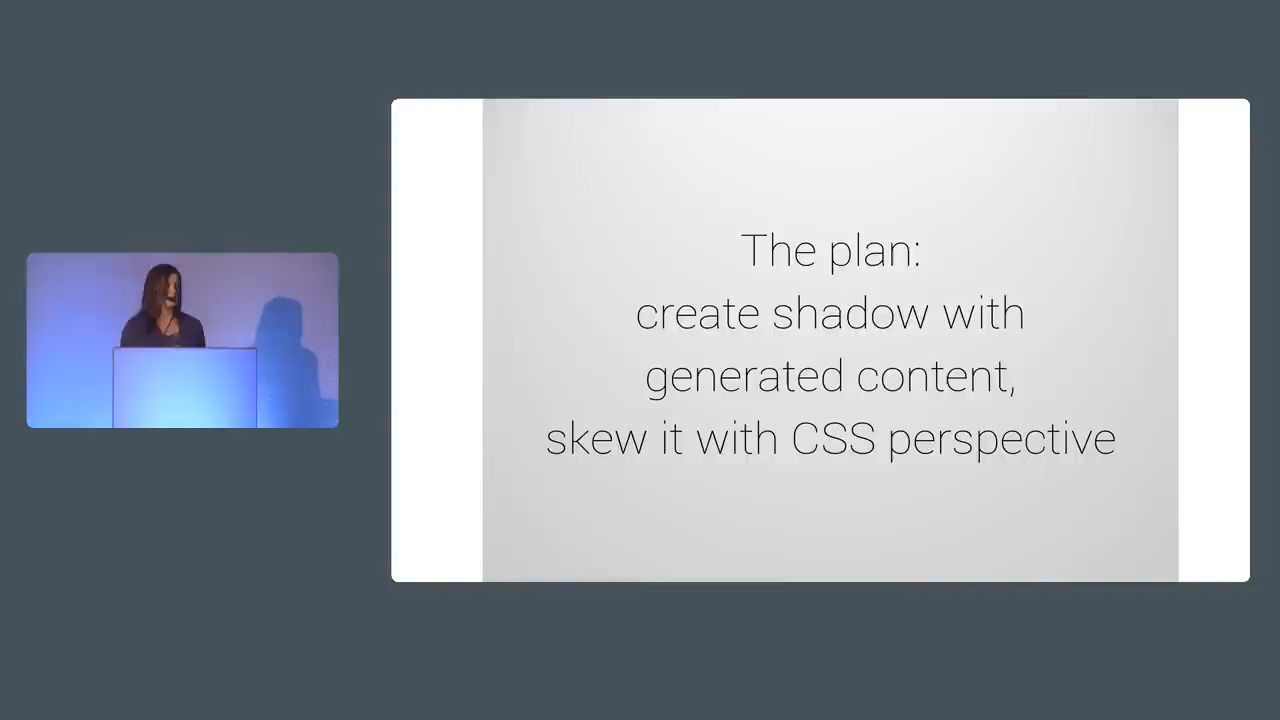 The plan:
create shadow with
generated content,
skew it with CSS perspective